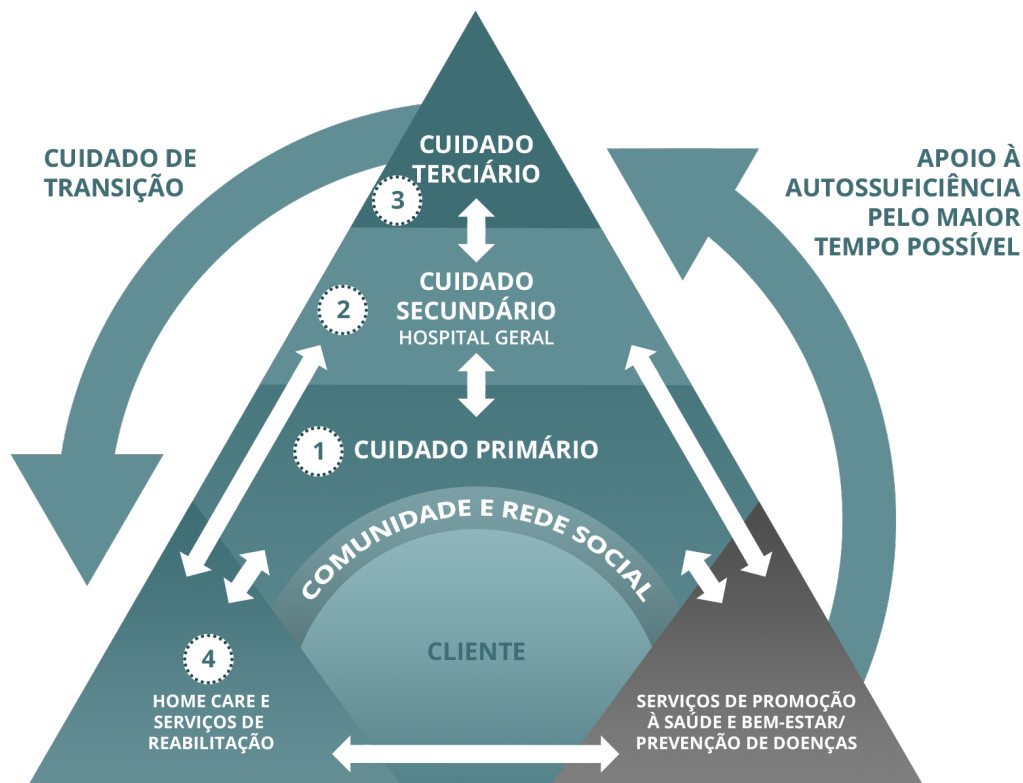 CUIDADO DE
TRANSIÇÃO
APOIO À
AUTOSSUFICIÊNCIA
PELO MAIOR
TEMPO POSSÍVEL
CUIDADO
TERCIÁRIO
3
CUIDADO
SECUNDÁRIO
HOSPITAL GERAL
2
1
CUIDADO PRIMÁRIO
COMUNIDADE E REDE SOCIAL
CLIENTE
4
HOME CARE E
SERVIÇOS DE
REABILITAÇÃO
SERVIÇOS DE PROMOÇÃO
À SAÚDE E BEM-ESTAR/
PREVENÇÃO DE DOENÇAS